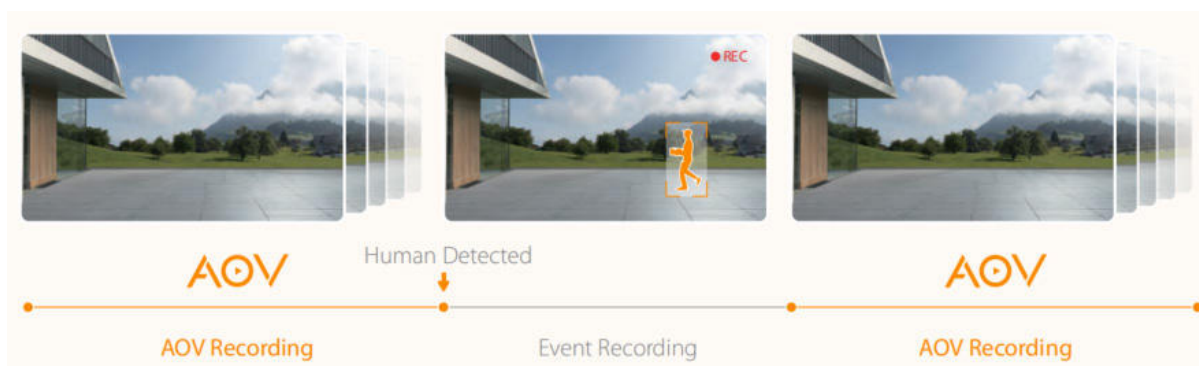 REC
Human Detected
AOV
AOV
AOV Recording
Event Recording
AOV Recording